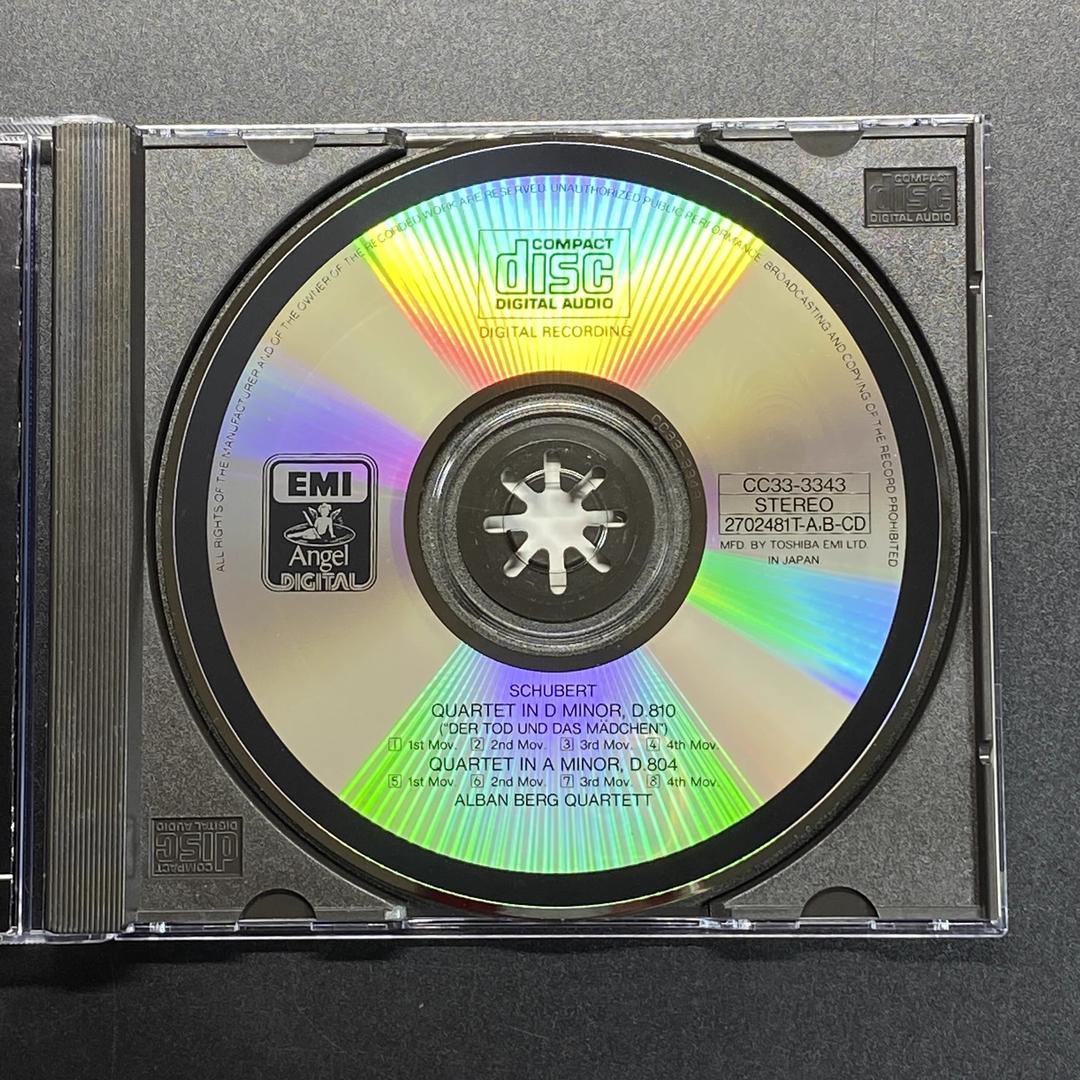 COMPACT
disc
DIGITAL AUDIO
ALL RIGHTS OF THE MANUFACTURER AND OF THE OWNER OF THE RECORDED WORK ARE RESERVED. UNAUTHORIZED PUBLIC PERFORMANCE BROADCASTING AND COPYING OF THE RECORD PROHIBITED
COMPACT
disc
DIGITAL AUDIO
DIGITAL RECORDING
CC33-3343
EMI
Angel
DIGITAL
CC33-3343
STEREO
2702481T-A.B-CD
MFD. BY TOSHIBA EMI LTD.
IN JAPAN
SCHUBERT
QUARTET IN D MINOR, D.810
("DER TOD UND DAS MÄDCHEN")
1 1st Mov. 2 2nd Mov. 3 3rd Mov. 4 4th Mov.
QUARTET IN A MINOR, D.804
5 1st Mov. 6 2nd Mov. 7 3rd Mov. 8 4th Mov.
ALBAN BERG QUARTETT
COMPACT
disc
DIGITAL AUDIO